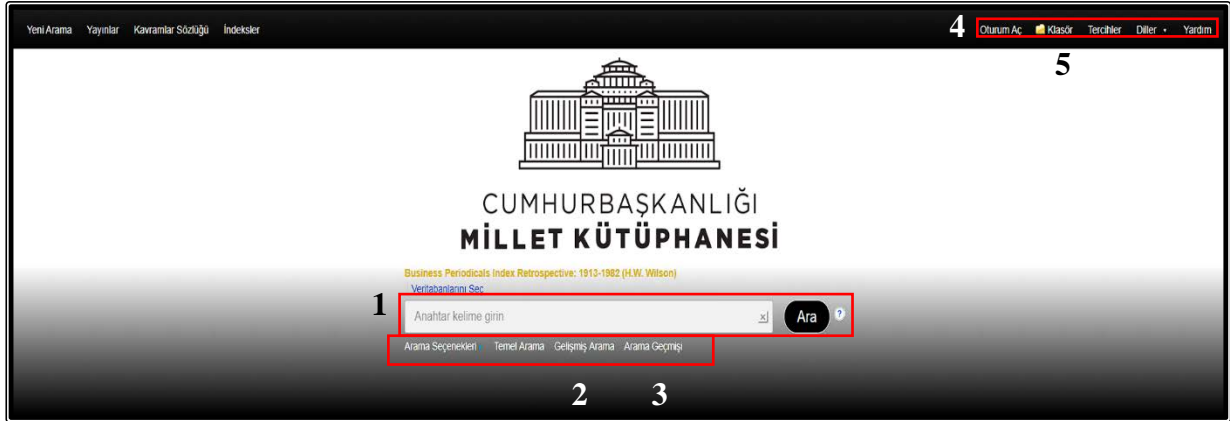 Yeni Arama Yayınlar Kavramlar Sözlüğü İndeksler
4 Oturum Aç Klasör Tercihler Diller Yardım
5
CUMHURBAŞKANLIĞI
MİLLET KÜTÜPHANESİ
Business Periodicals Index Retrospective: 1913-1982 (H.W. Wilson)
Veritabanlarını Seç
1 Anahtar kelime girin x Ara ?
Arama Seçenekleri Temel Arama Gelişmiş Arama Arama Geçmişi
2 3